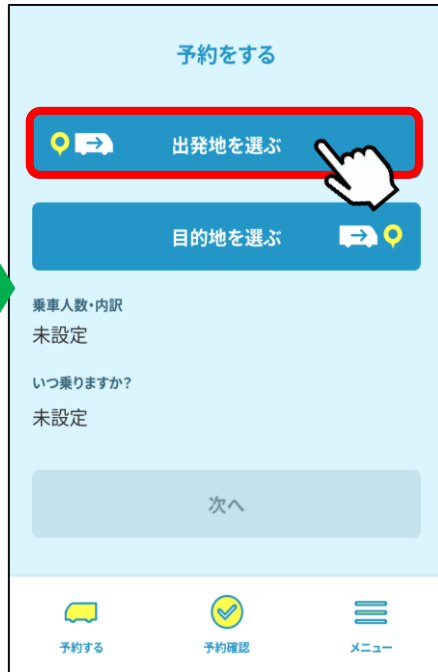 予約をする
出発地を選ぶ
目的地を選ぶ
乗車人数・内訳
未設定
いつ乗りますか?
未設定
次へ
予約する
予約確認
メニュー